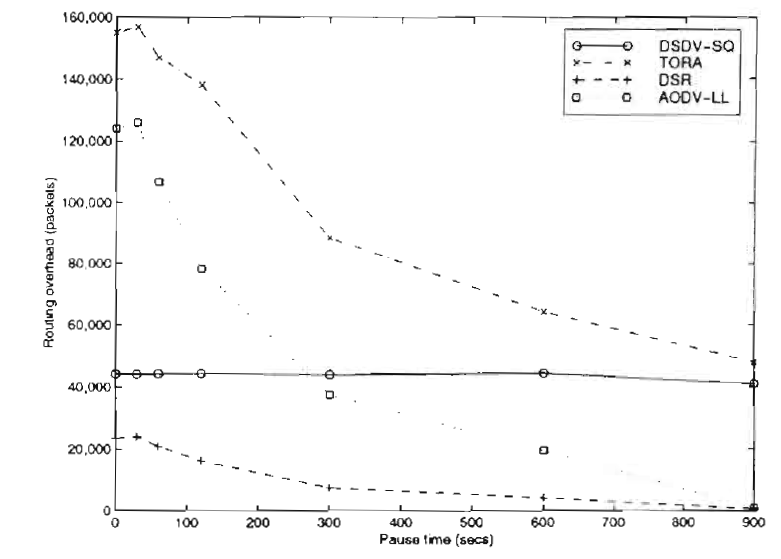 160,000
140,000
120,000
100,000
80,000
60,000
40,000
20,000
0
Routing overhead (packets)
DSDV-SQ
TORA
DSR
AODV-LL
0 100 200 300 400 500 600 700 800 900
Pause time (secs)